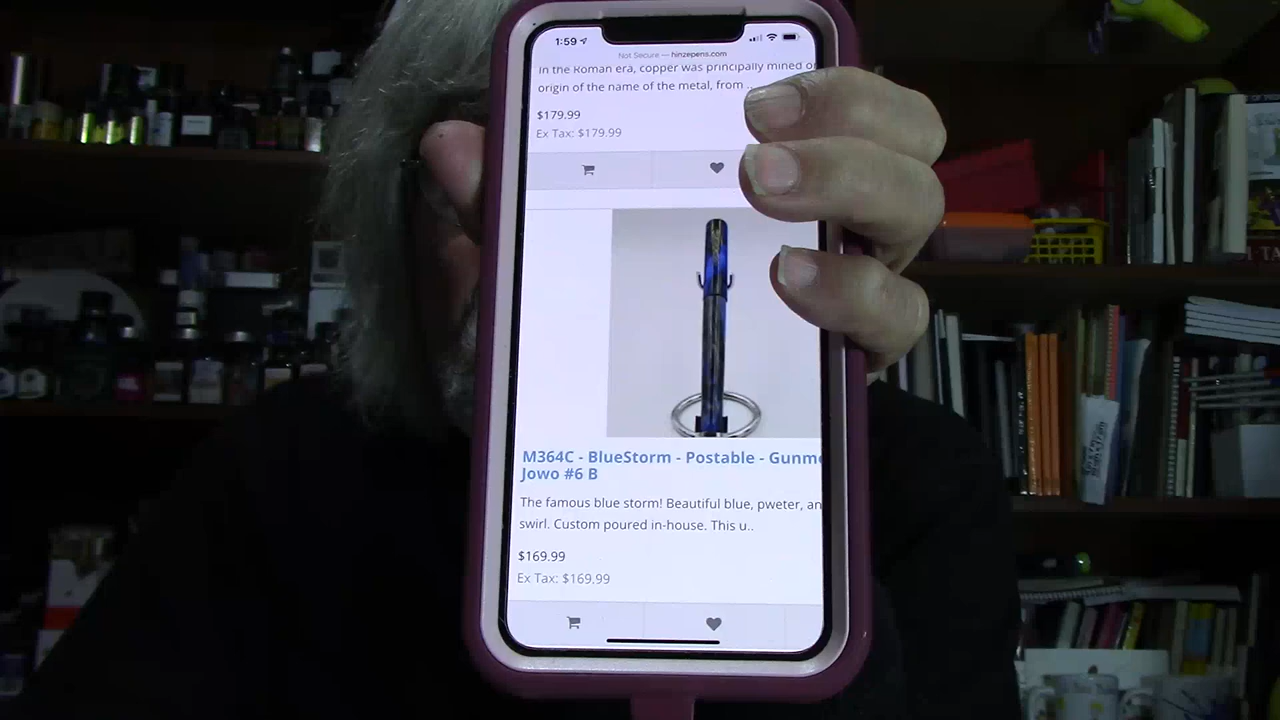 1:59
Not Secure — hinzepens.com
In the Roman era, copper was principally mined o
origin of the name of the metal, from ..
$179.99
Ex Tax: $179.99
M364C - BlueStorm - Postable - Gunm
Jowo #6 B
The famous blue storm! Beautiful blue, pweter, an
swirl. Custom poured in-house. This u..
$169.99
Ex Tax: $169.99